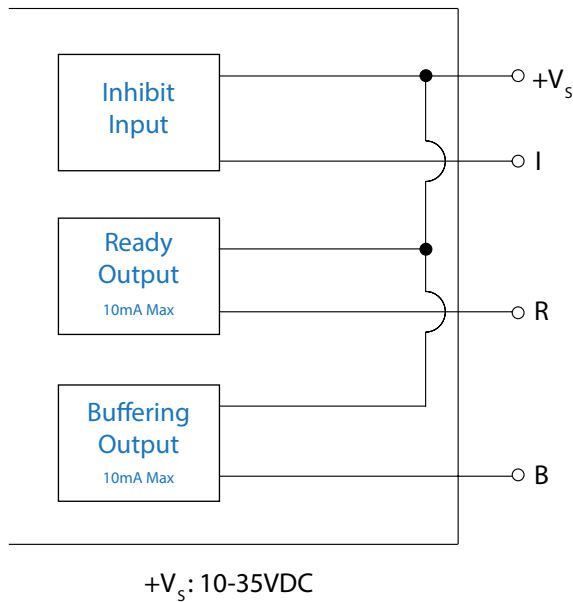 Inhibit
Input
+Vs
I
Ready
Output
10mA Max
R
Buffering
Output
10mA Max
B
+Vs: 10-35VDC